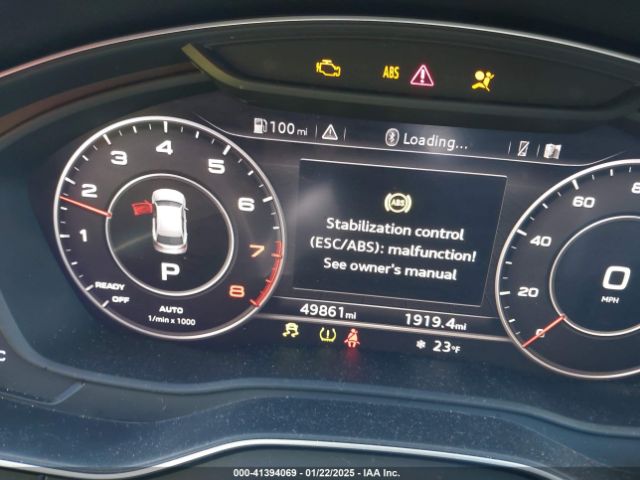 ABS
100 mi
Loading...
ABS
Stabilization control
(ESC/ABS): malfunction!
See owner's manual
1 2 3 4 5 6 7 8
P
READY
OFF
AUTO
1/min x 1000
49861mi
1919.4mi
23°F
0 20 40 60 8
0
MPH
C
000-41394069 - 01/22/2025 - IAA Inc.